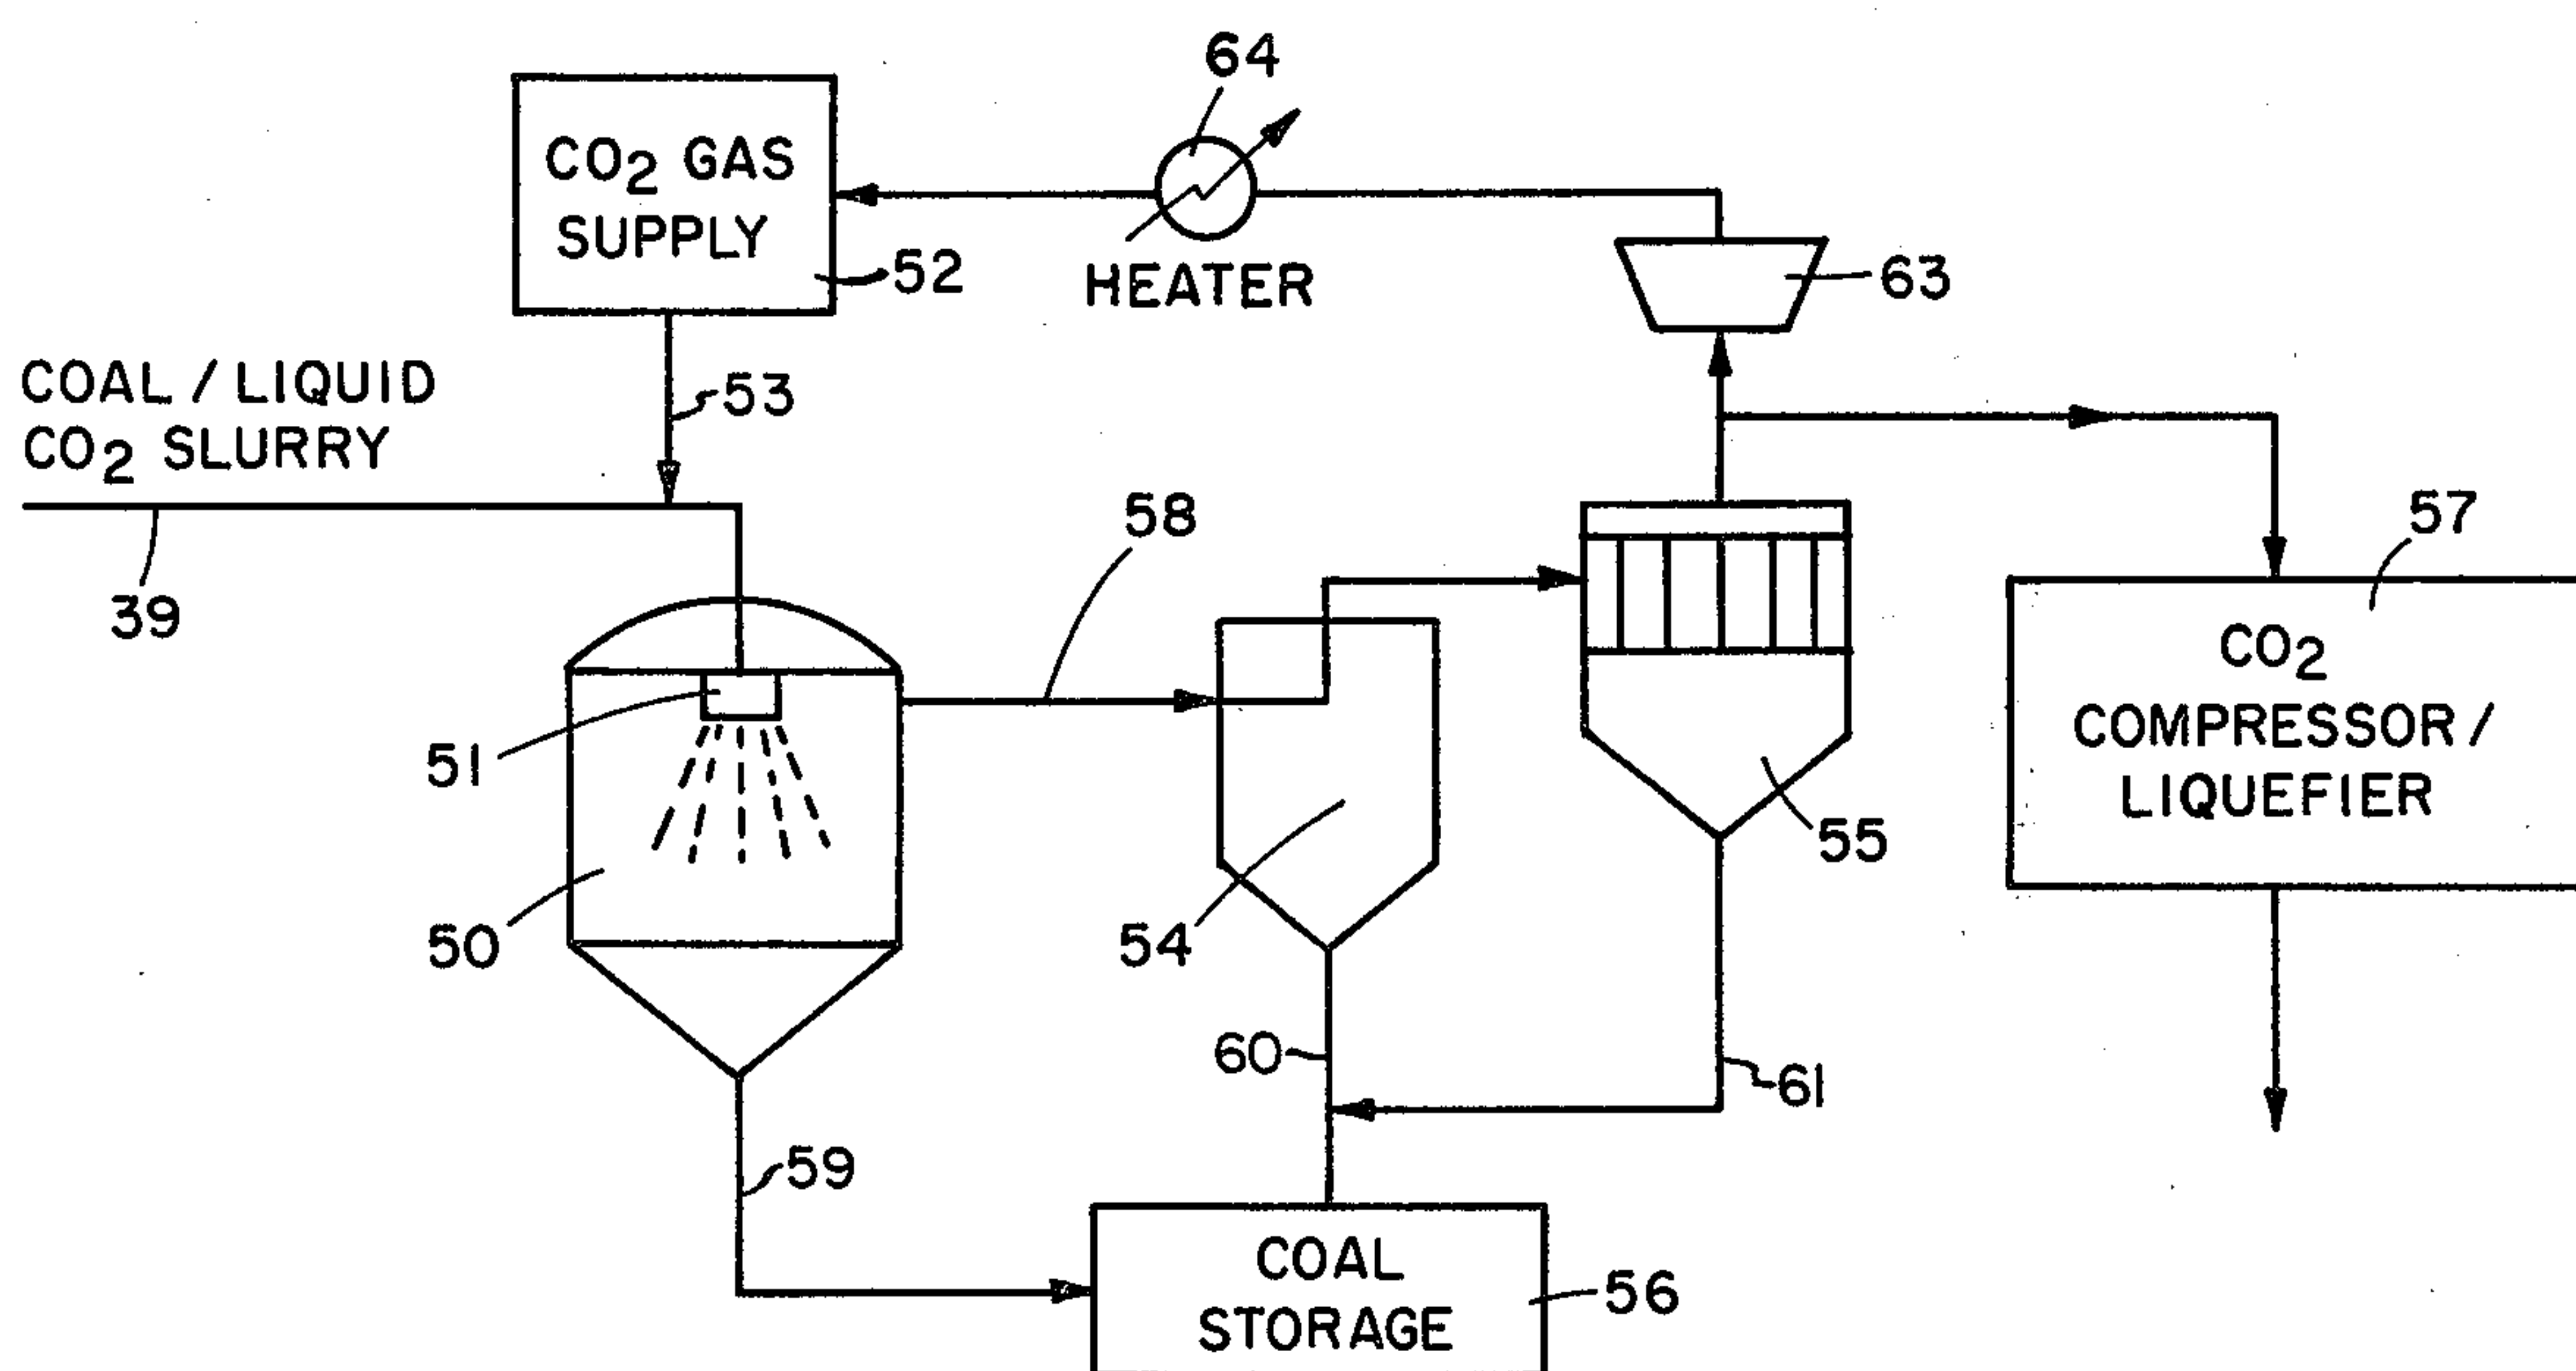 64
CO2 GAS
SUPPLY
52
HEATER
63
COAL / LIQUID
CO2 SLURRY
53
39
58
57
CO2
COMPRESSOR /
LIQUEFIER
51
50
54
55
60
61
59
COAL
STORAGE
56